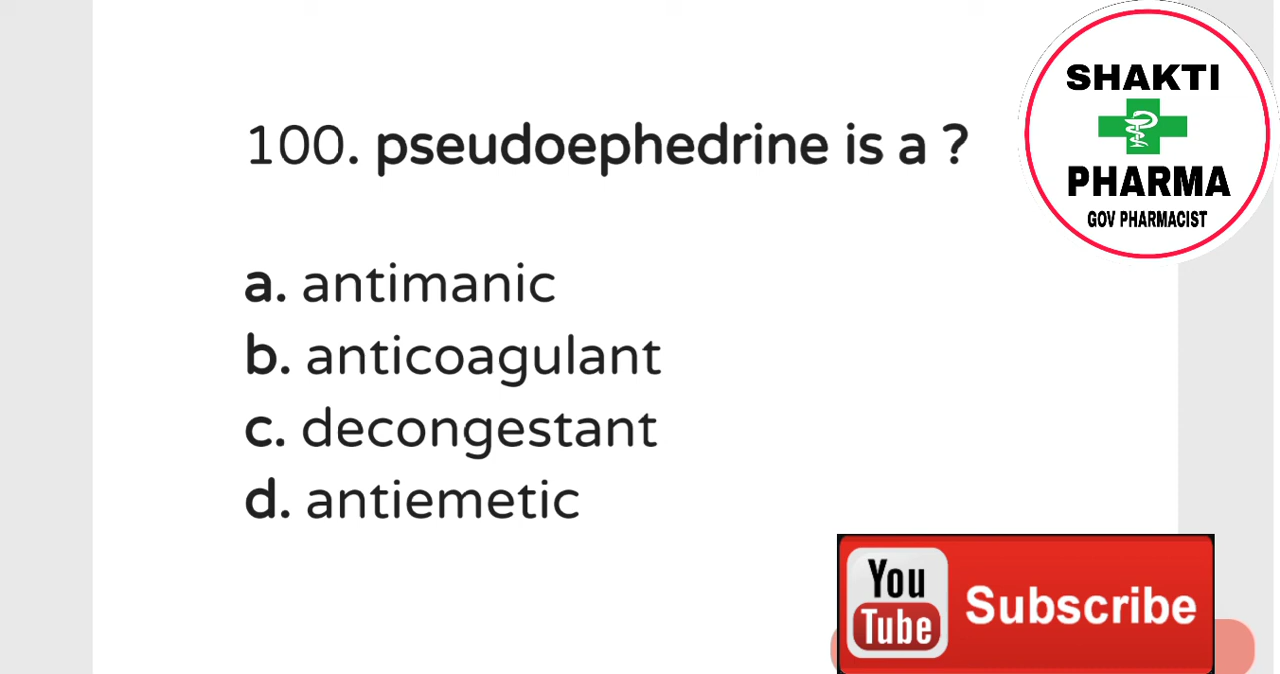 SHAKTI
PHARMA
GOV PHARMACIST
100. pseudoephedrine is a ?
a. antimanic
b. anticoagulant
c. decongestant
d. antiemetic
You
Tube
Subscribe